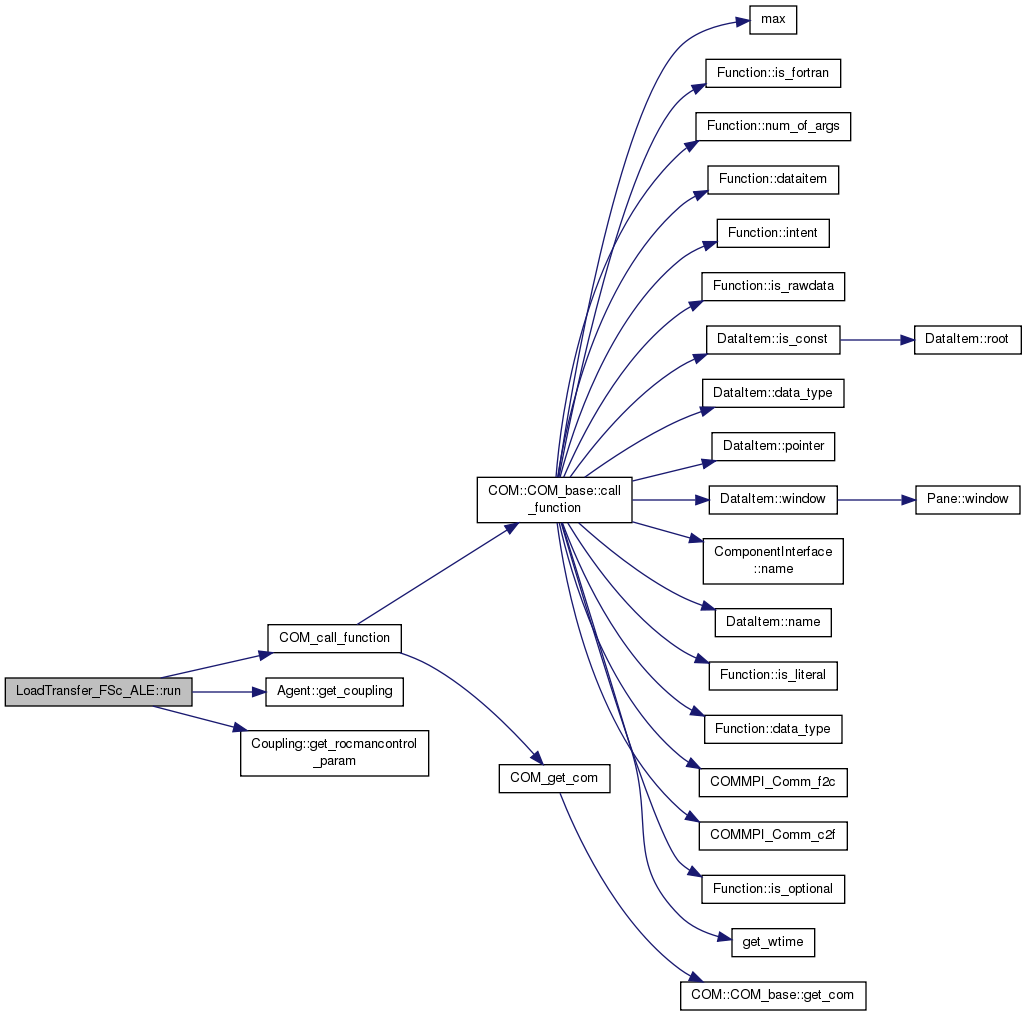 max
Function::is_fortran
Function::num_of_args
Function::dataitem
Function::intent
Function::is_rawdata
DataItem::is_const
DataItem::root
DataItem::data_type
DataItem::pointer
COM::COM_base::call
_function
DataItem::window
Pane::window
ComponentInterface
::name
DataItem::name
COM_call_function
Function::is_literal
LoadTransfer_FSc_ALE::run
Agent::get_coupling
Function::data_type
Coupling::get_rocmancontrol
_param
COM_get_com
COMMPI_Comm_f2c
COMMPI_Comm_c2f
Function::is_optional
get_wtime
COM::COM_base::get_com